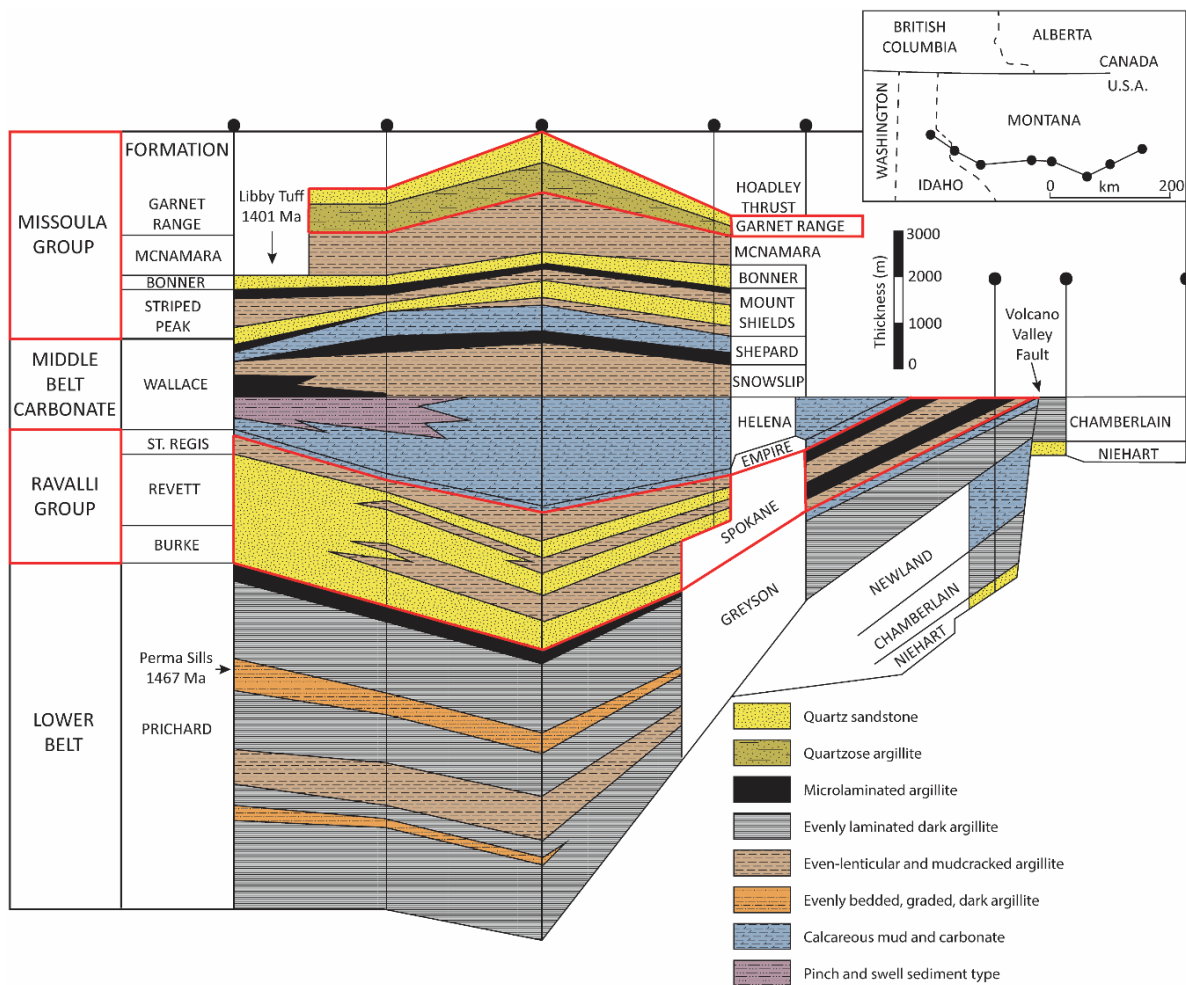 BRITISH
COLUMBIA
ALBERTA
CANADA
U.S.A.
WASHINGTON
MONTANA
IDAHO
0 km 200
FORMATION
MISSOULA
GROUP
GARNET
RANGE
MCNAMARA
BONNER
STRIPED
PEAK
Libby Tuff
1401 Ma
HOADLEY
THRUST
GARNET RANGE
MCNAMARA
BONNER
MOUNT
SHIELDS
SHEPARD
SNOWSLIP
Thickness (m)
3000
2000
1000
0
Volcano
Valley
Fault
MIDDLE
BELT
CARBONATE
WALLACE
HELENA
EMPIRE
CHAMBERLAIN
NIEHART
RAVALLI
GROUP
ST. REGIS
REVETT
BURKE
SPOKANE
GREYSON
NEWLAND
CHAMBERLAIN
NIEHART
LOWER
BELT
Perma Sills
1467 Ma
PRICHARD
Quartz sandstone
Quartzose argillite
Microlaminated argillite
Evenly laminated dark argillite
Even-lenticular and mudcracked argillite
Evenly bedded, graded, dark argillite
Calcareous mud and carbonate
Pinch and swell sediment type